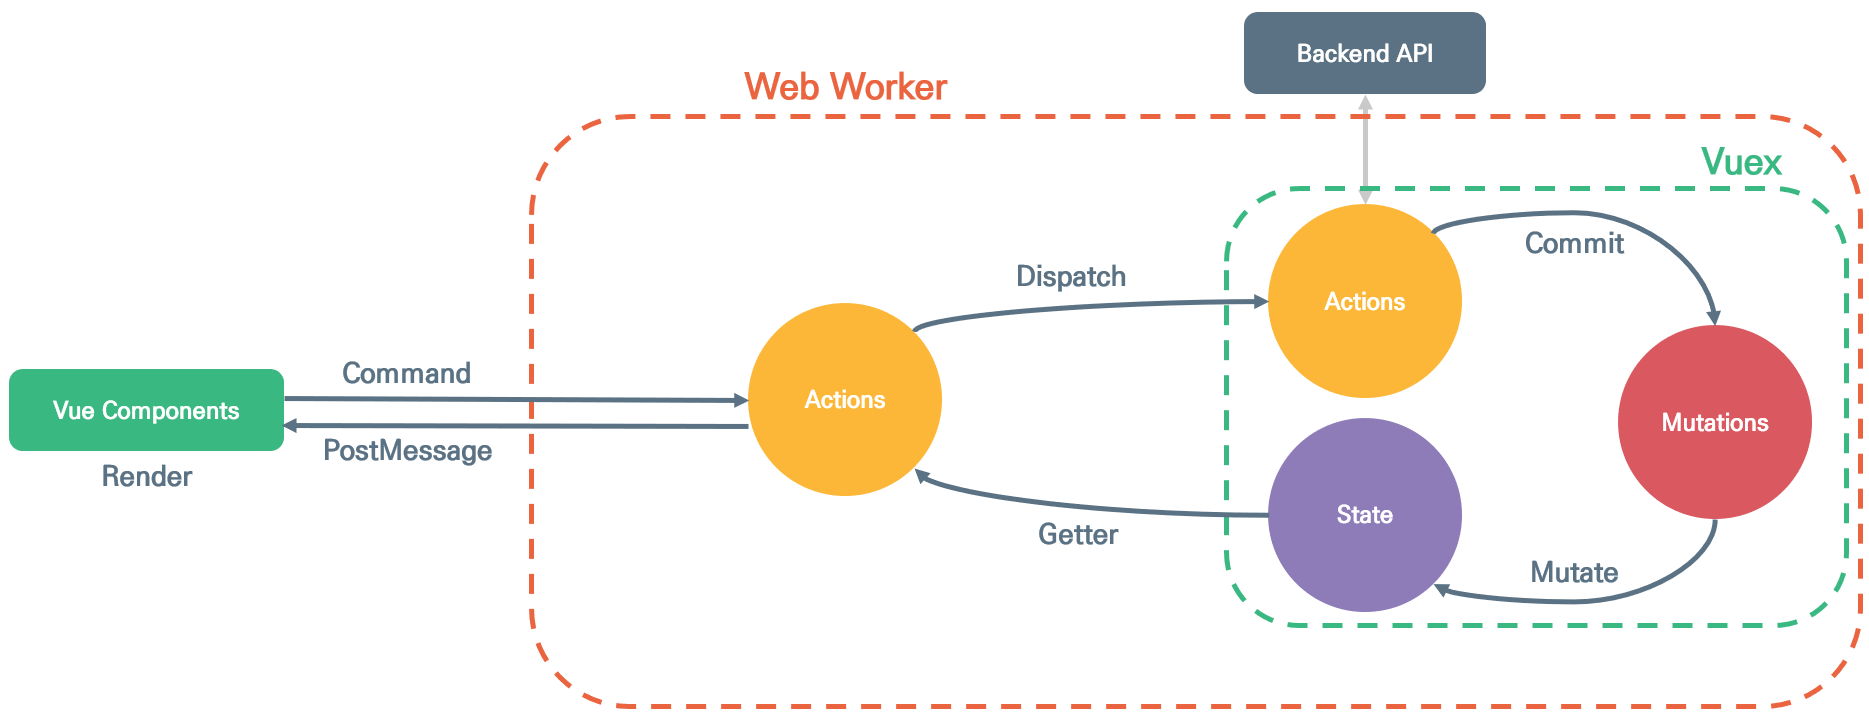 Backend API
Web Worker
Vuex
Commit
Dispatch
Actions
Command
Actions
Vue Components
Mutations
PostMessage
Render
State
Getter
Mutate